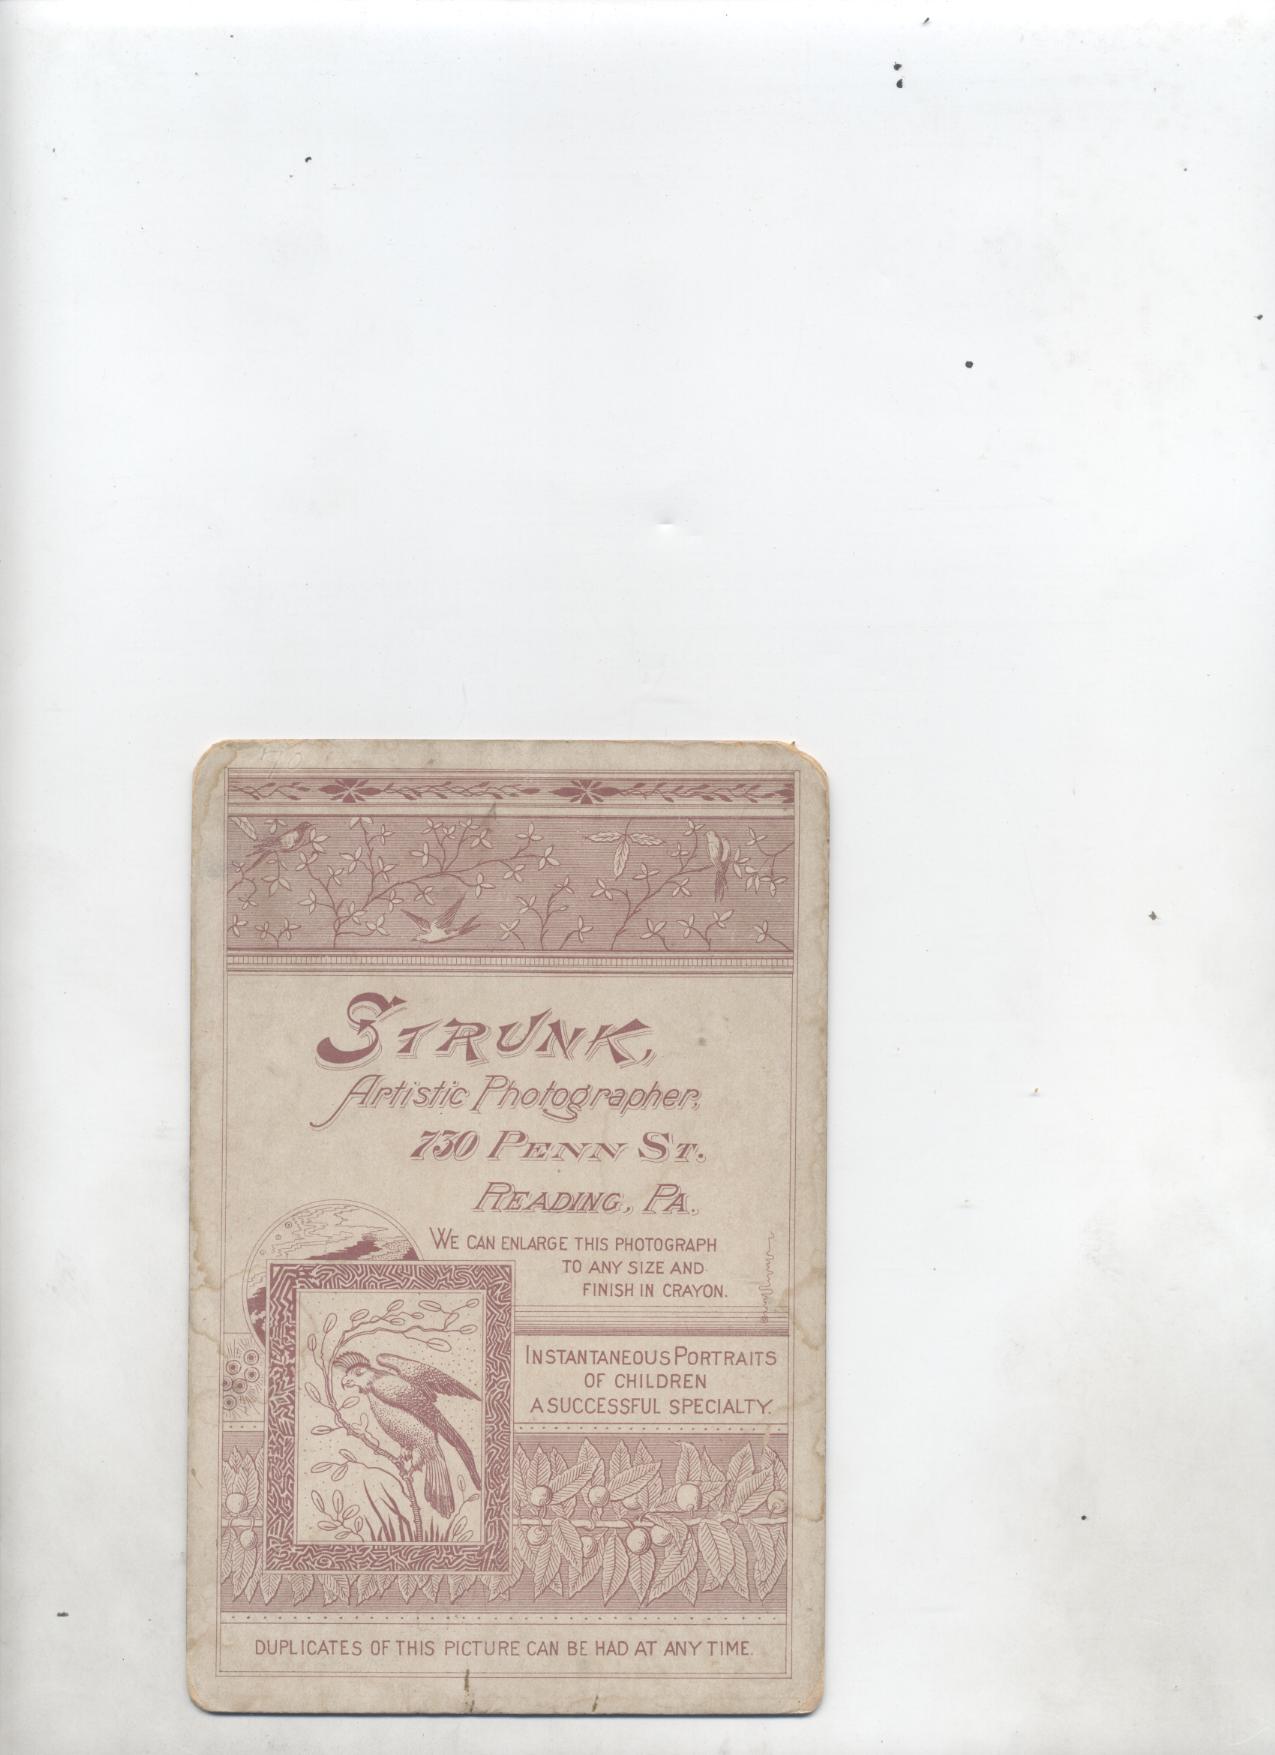 STRUNK,
Artistic Photographer,
730 PENN ST.
READING, PA.
WE CAN ENLARGE THIS PHOTOGRAPH
TO ANY SIZE AND
FINISH IN CRAYON.
INSTANTANEOUS PORTRAITS
OF CHILDREN
A SUCCESSFUL SPECIALTY.
DUPLICATES OF THIS PICTURE CAN BE HAD AT ANY TIME.